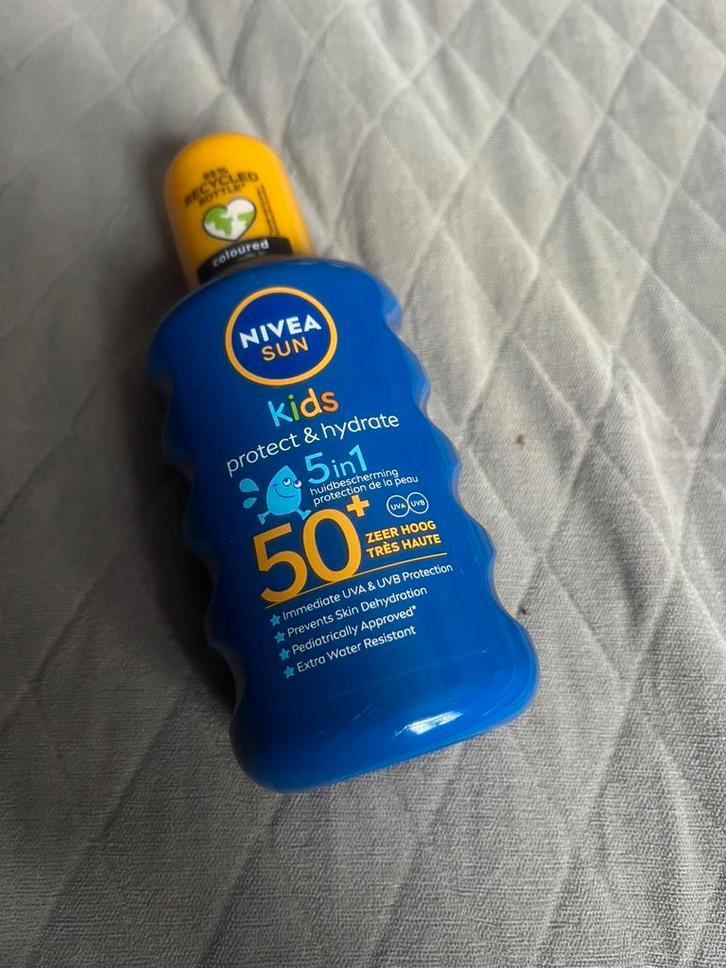 RECYCLED
BOTTLE*
coloured
NIVEA
SUN
kids
protect & hydrate
5in1
huidbescherming
protection de la peau
50+
UVA UVB
ZEER HOOG
TRÈS HAUTE
Immediate UVA & UVB Protection
Prevents Skin Dehydration
Pediatrically Approved*
Extra Water Resistant